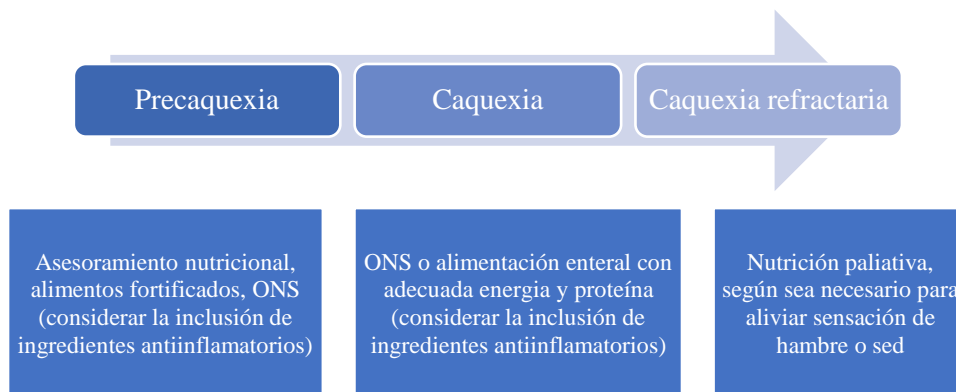 Precaquexia
Caquexia
Caquexia refractaria
Asesoramiento nutricional,
alimentos fortificados, ONS
(considerar la inclusión de
ingredientes antiinflamatorios)
ONS o alimentación enteral con
adecuada energia y proteína
(considerar la inclusión de
ingredientes antiinflamatorios)
Nutrición paliativa,
según sea necesario para
aliviar sensación de
hambre o sed